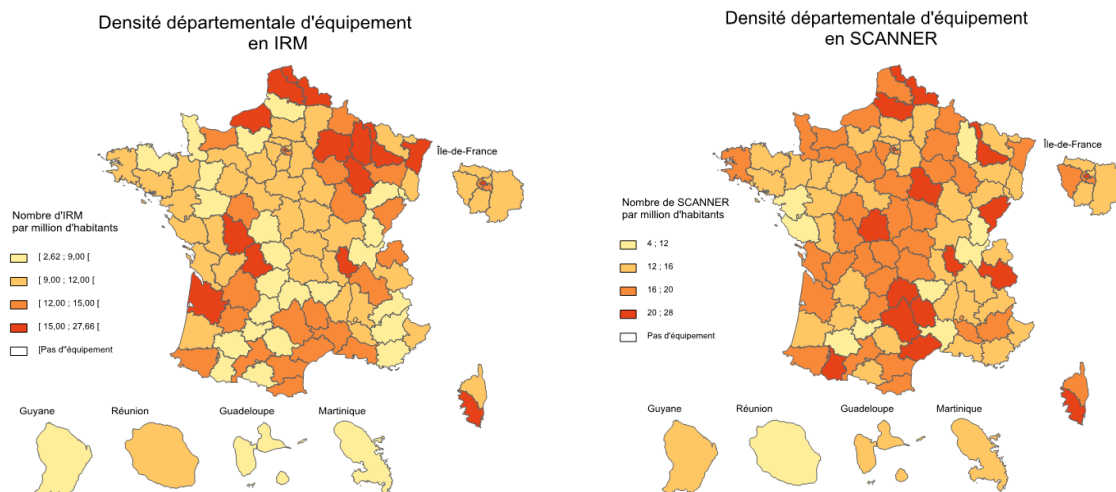 Densité départementale d'équipement
en IRM
Île-de-France
Nombre d'IRM
par million d'habitants
[ 2,62 ; 9,00 [
[ 9,00 ; 12,00 [
[ 12,00 ; 15,00 [
[ 15,00 ; 27,66 [
[Pas d"équipement
Guyane
Réunion
Guadeloupe
Martinique
Densité départementale d'équipement
en SCANNER
Île-de-France
Nombre de SCANNER
par million d'habitants
4 ; 12
12 ; 16
16 ; 20
20 ; 28
Pas d'équipement
Guyane
Réunion
Guadeloupe
Martinique